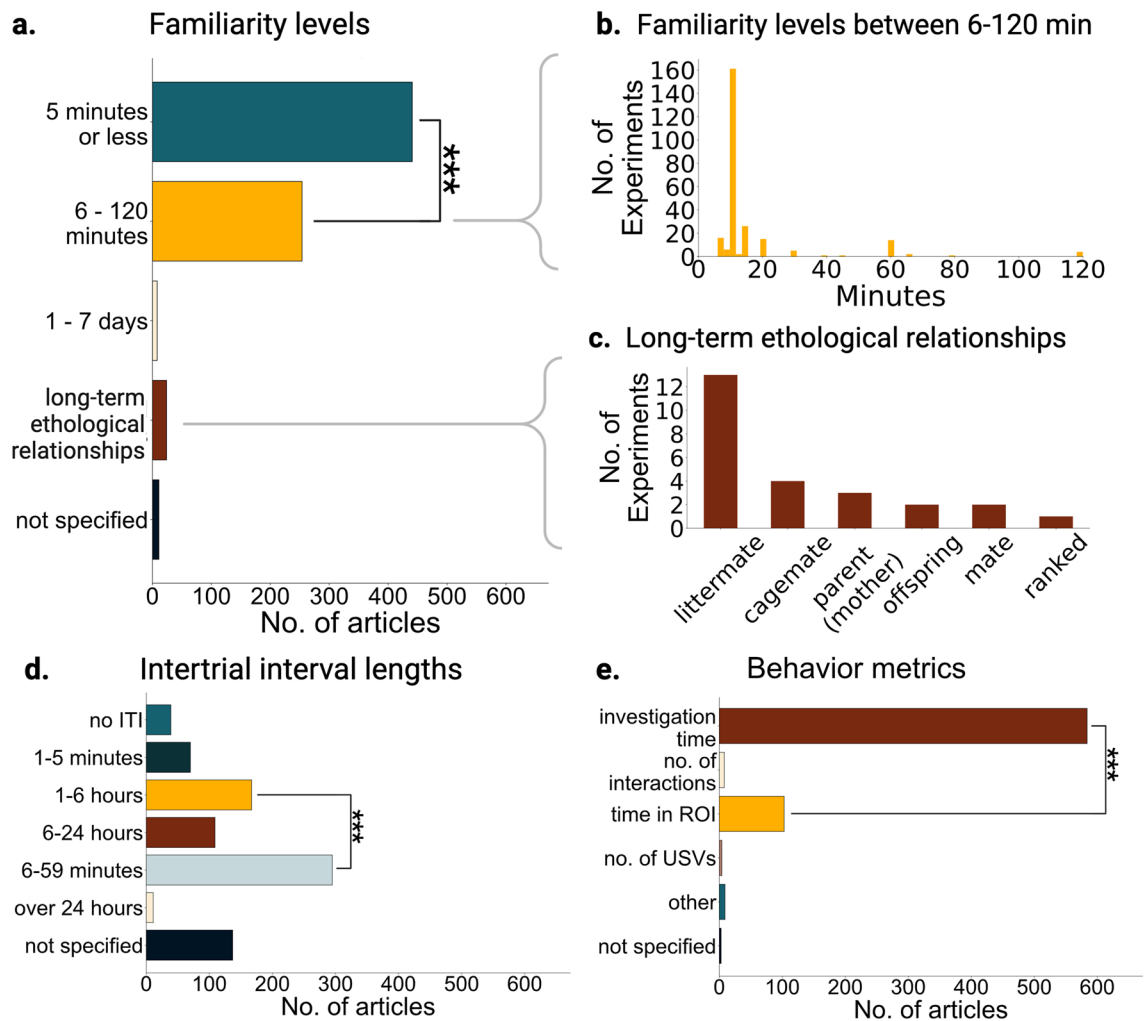 a. Familiarity levels
5 minutes
or less
6 - 120
minutes
1 - 7 days
long-term
ethological
relationships
not specified
***
0 100 200 300 400 500 600
No. of articles
b. Familiarity levels between 6-120 min
No. of
Experiments
160
140
120
100
80
60
40
20
0
0 20 40 60 80 100 120
Minutes
c. Long-term ethological relationships
No. of
Experiments
12
10
8
6
4
2
0
littermate
cagemate
parent
(mother)
offspring
mate
ranked
d. Intertrial interval lengths
no ITI
1-5 minutes
1-6 hours
6-24 hours
6-59 minutes
over 24 hours
not specified
***
0 100 200 300 400 500 600
No. of articles
e. Behavior metrics
investigation
time
no. of
interactions
time in ROI
no. of USVs
other
not specified
***
0 100 200 300 400 500 600
No. of articles